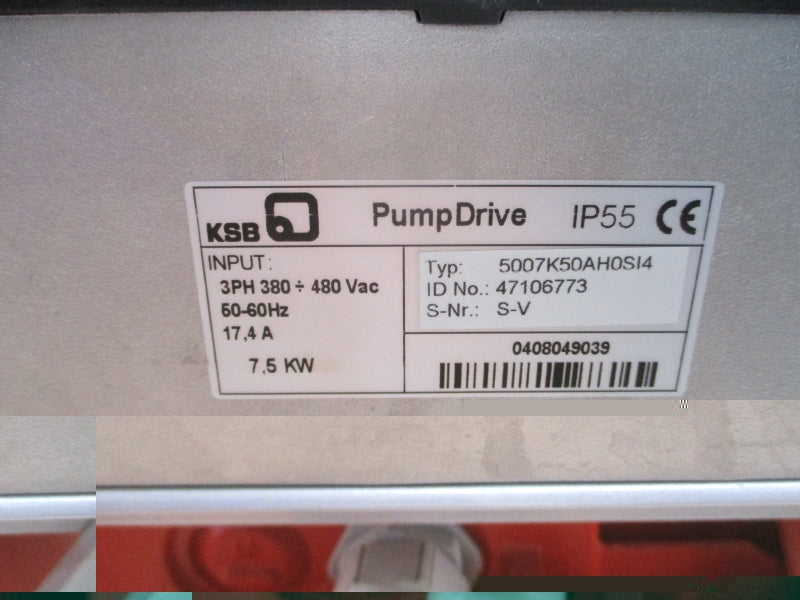 KSB PumpDrive IP55 CE
INPUT:
3PH 380 ÷ 480 Vac
50-60Hz
17,4 A
7,5 KW
Typ: 5007K50AH0SI4
ID No.: 47106773
S-Nr.: S-V
0408049039
W